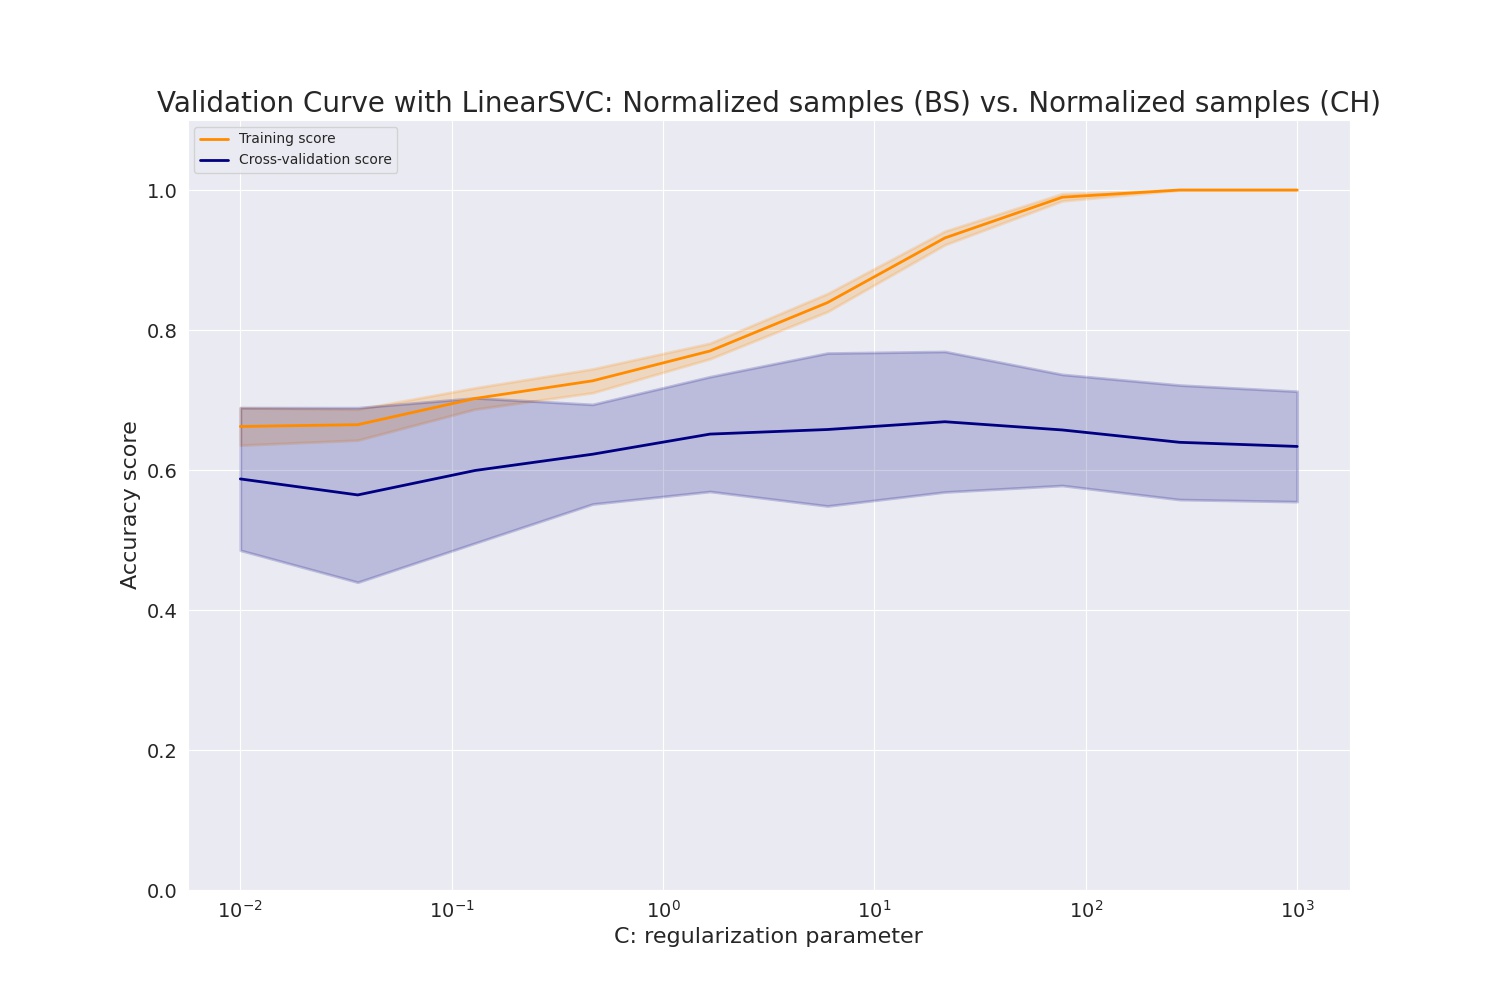 Validation Curve with LinearSVC: Normalized samples (BS) vs. Normalized samples (CH)
Training score
Cross-validation score
1.0
0.8
0.6
0.4
0.2
0.0
Accuracy score
10⁻² 10⁻¹ 10⁰ 10¹ 10² 10³
C: regularization parameter